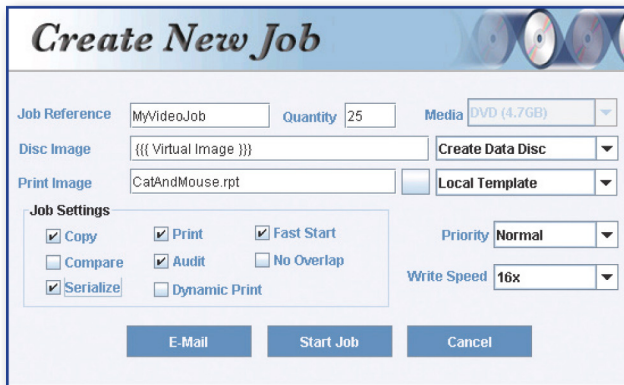 Create New Job
Job Reference MyVideoJob Quantity 25 Media DVD (4.7GB)
Disc Image {{{ Virtual Image }}} Create Data Disc
Print Image CatAndMouse.rpt Local Template
Job Settings
Copy Print Fast Start Priority Normal
Compare Audit No Overlap
Serialize Dynamic Print Write Speed 16x
E-Mail Start Job Cancel